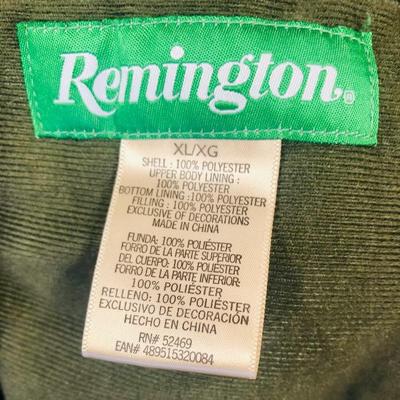 Remington®
XL/XG
SHELL : 100% POLYESTER
UPPER BODY LINING :
100% POLYESTER
BOTTOM LINING :100% POLYESTER
FILLING : 100% POLYESTER
EXCLUSIVE OF DECORATIONS
MADE IN CHINA
FUNDA: 100% POLIÉSTER
FORRO DE LA PARTE SUPERIOR
DEL CUERPO: 100% POLIÉSTER
FORRO DE LA PARTE INFERIOR:
100% POLIÉSTER
RELLENO: 100% POLIÉSTER
EXCLUSIVO DE DECORACIÓN
HECHO EN CHINA
RN# 52469
EAN# 489515320084